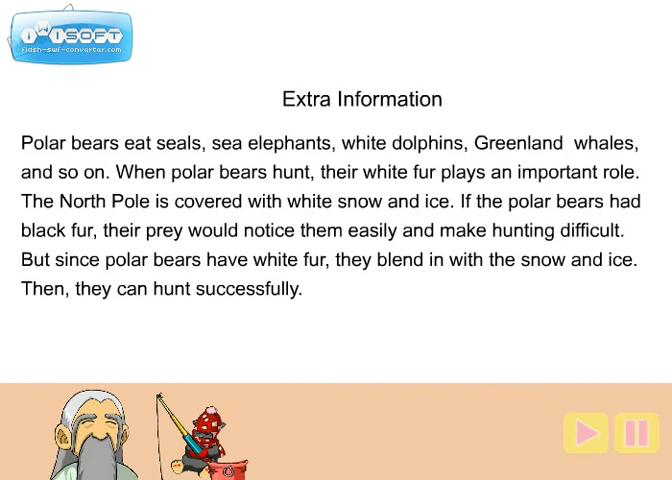 iWiSOFT
flash-swf-converter.com
Extra Information
Polar bears eat seals, sea elephants, white dolphins, Greenland  whales,
and so on. When polar bears hunt, their white fur plays an important role.
The North Pole is covered with white snow and ice. If the polar bears had
black fur, their prey would notice them easily and make hunting difficult.
But since polar bears have white fur, they blend in with the snow and ice.
Then, they can hunt successfully.